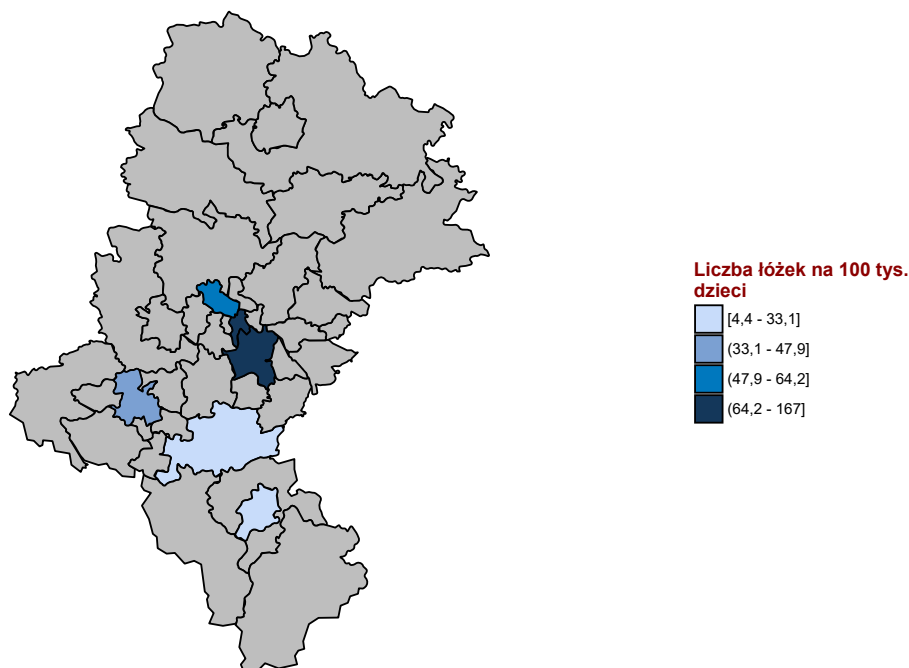 Liczba łóżek na 100 tys.
dzieci
[4,4 - 33,1]
(33,1 - 47,9]
(47,9 - 64,2]
(64,2 - 167]